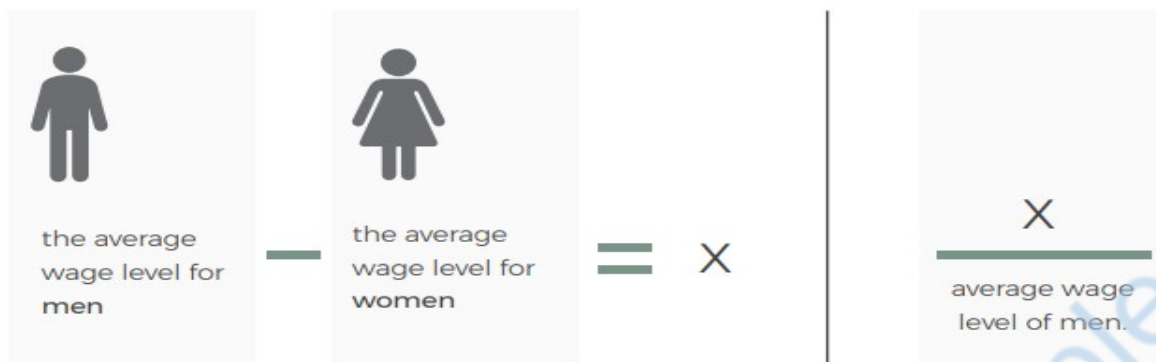 the average
wage level for
men
—
the average
wage level for
women
=
X
X
average wage
level of men.